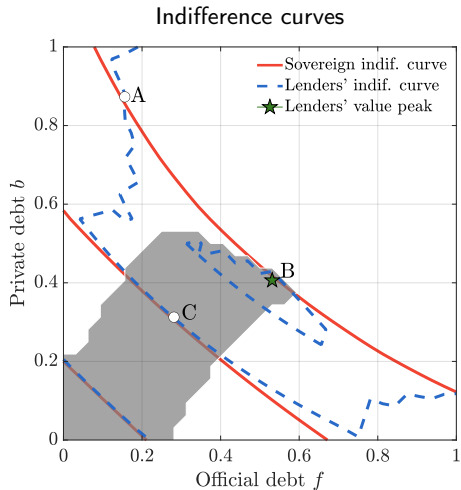 Indifference curves
Sovereign indif. curve
Lenders' indif. curve
Lenders' value peak
A
B
C
Private debt b
1
0.8
0.6
0.4
0.2
0
0 0.2 0.4 0.6 0.8 1
Official debt f